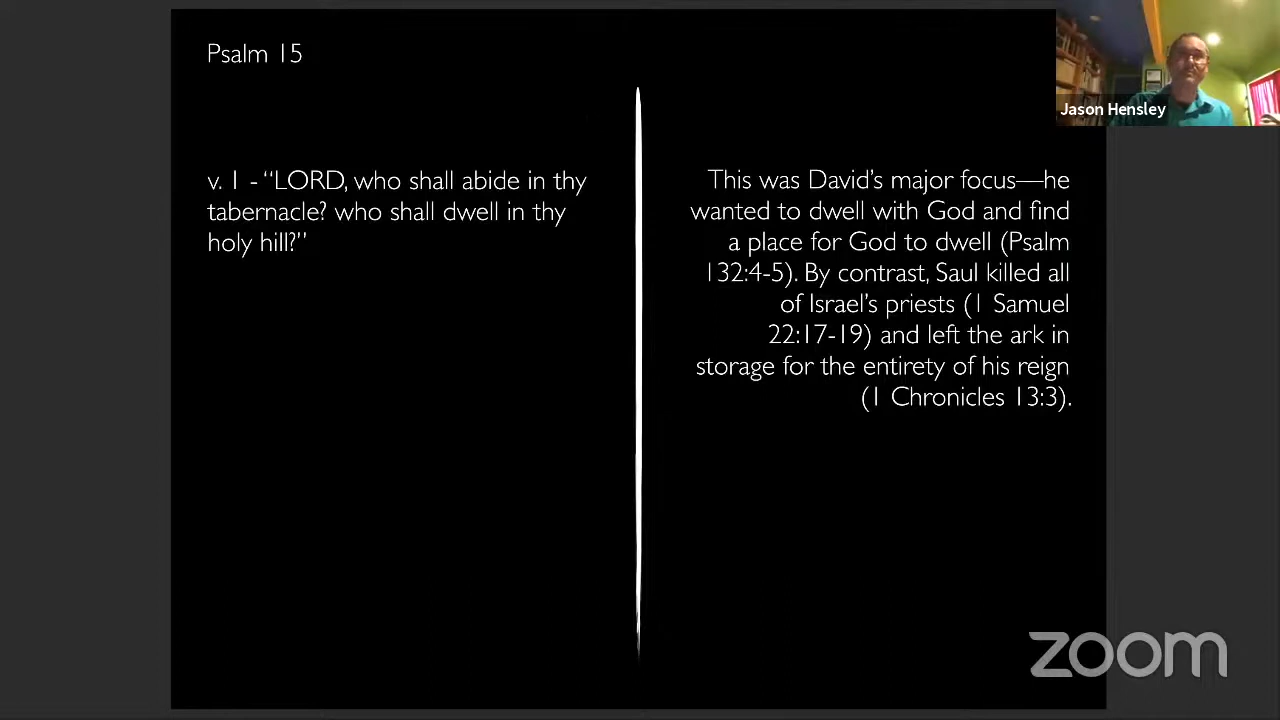 Psalm 15
v. 1 - “LORD, who shall abide in thy
tabernacle? who shall dwell in thy
holy hill?”
This was David’s major focus—he
wanted to dwell with God and find
a place for God to dwell (Psalm
132:4-5). By contrast, Saul killed all
of Israel’s priests (1 Samuel
22:17-19) and left the ark in
storage for the entirety of his reign
(1 Chronicles 13:3).
Jason Hensley
zoom